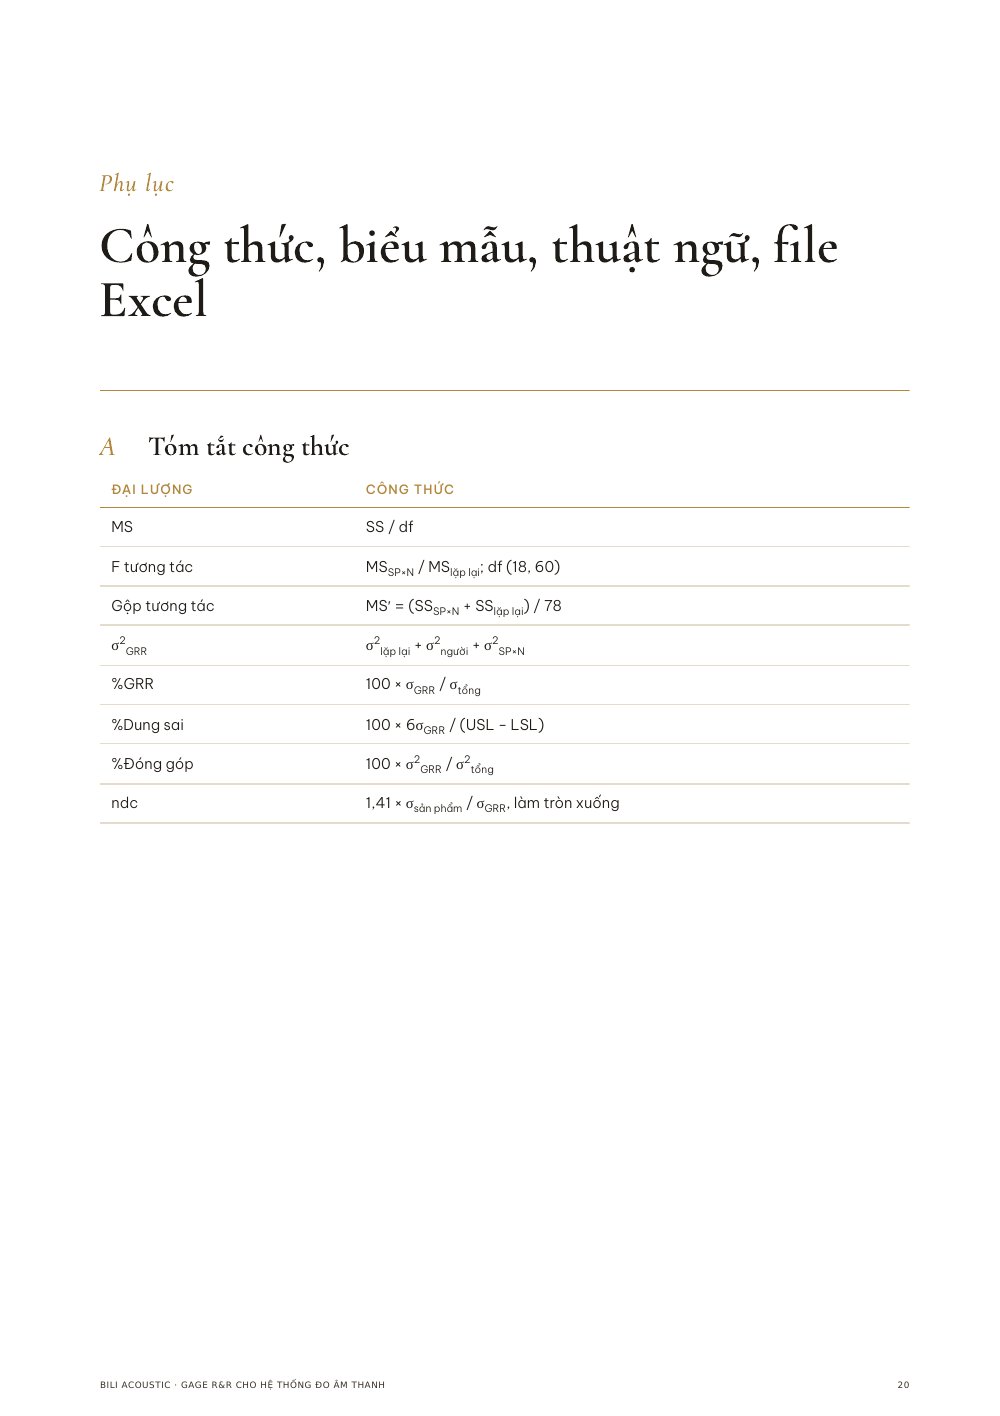 Phụ lục
Công thức, biểu mẫu, thuật ngữ, file
Excel
A Tóm tắt công thức
ĐẠI LƯỢNG CÔNG THỨC
MS SS / df
F tương tác MSSP×N / MSlặp lại; df (18, 60)
Gộp tương tác MS′ = (SSSP×N + SSlặp lại) / 78
σ²GRR σ²lặp lại + σ²người + σ²SP×N
%GRR 100 × σGRR / σtổng
%Dung sai 100 × 6σGRR / (USL − LSL)
%Đóng góp 100 × σ²GRR / σ²tổng
ndc 1,41 × σsản phẩm / σGRR, làm tròn xuống
BILI ACOUSTIC · GAGE R&R CHO HỆ THỐNG ĐO ÂM THANH 20